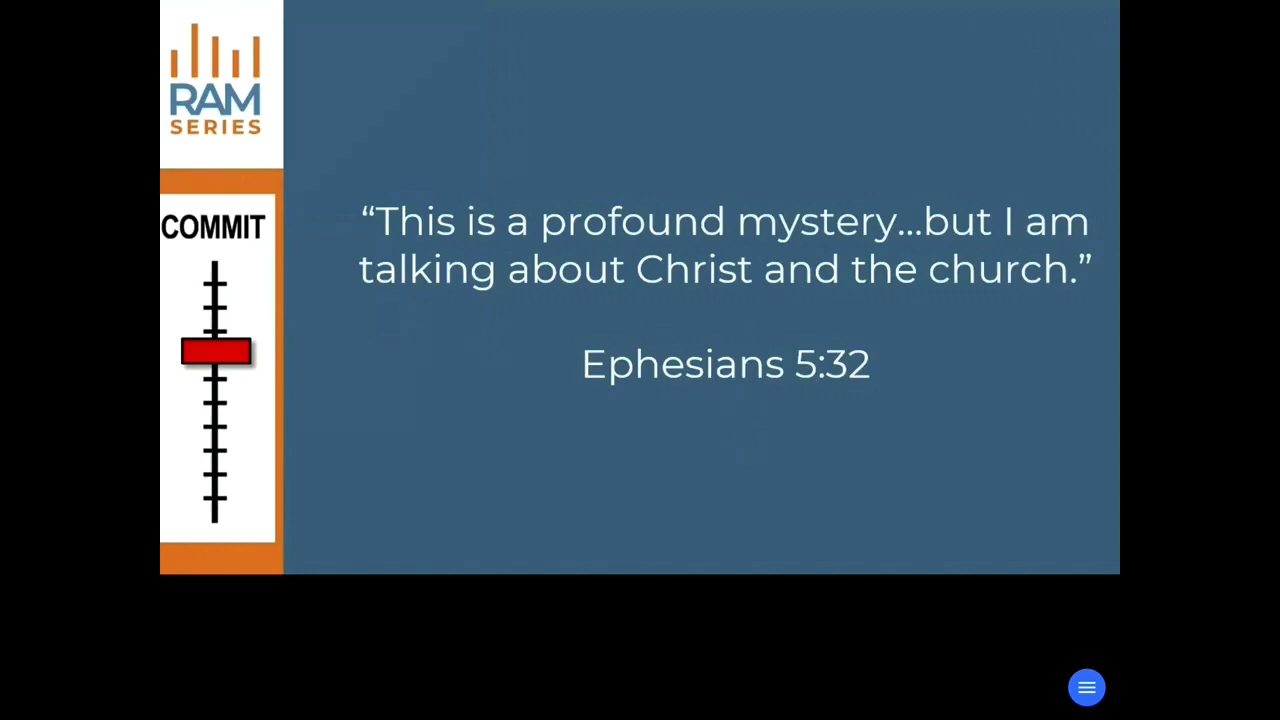 RAM
SERIES
COMMIT
“This is a profound mystery...but I am
talking about Christ and the church.”
Ephesians 5:32